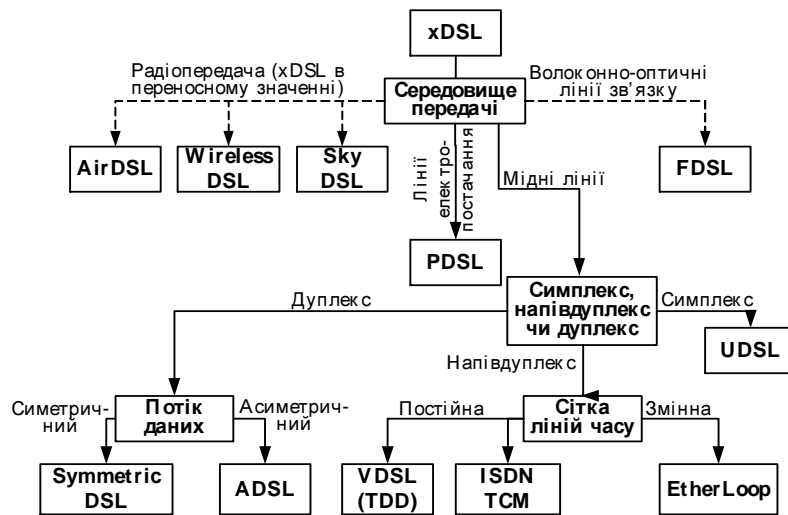 xDSL
Радіопередача (xDSL в
переносному значенні)
Середовище
передачі
Волоконно-оптичні
лінії зв’язку
AirDSL
Wireless
DSL
Sky
DSL
Лінії
електро-
постачання
Мідні лінії
FDSL
PDSL
Дуплекс
Симплекс,
напівдуплекс
чи дуплекс
Симплекс
UDSL
Напівдуплекс
Симетрич-
ний
Потік
даних
Асиметрич-
ний
Постійна
Сітка
ліній часу
Змінна
Symmetric
DSL
ADSL
VDSL
(TDD)
ISDN
TCM
EtherLoop